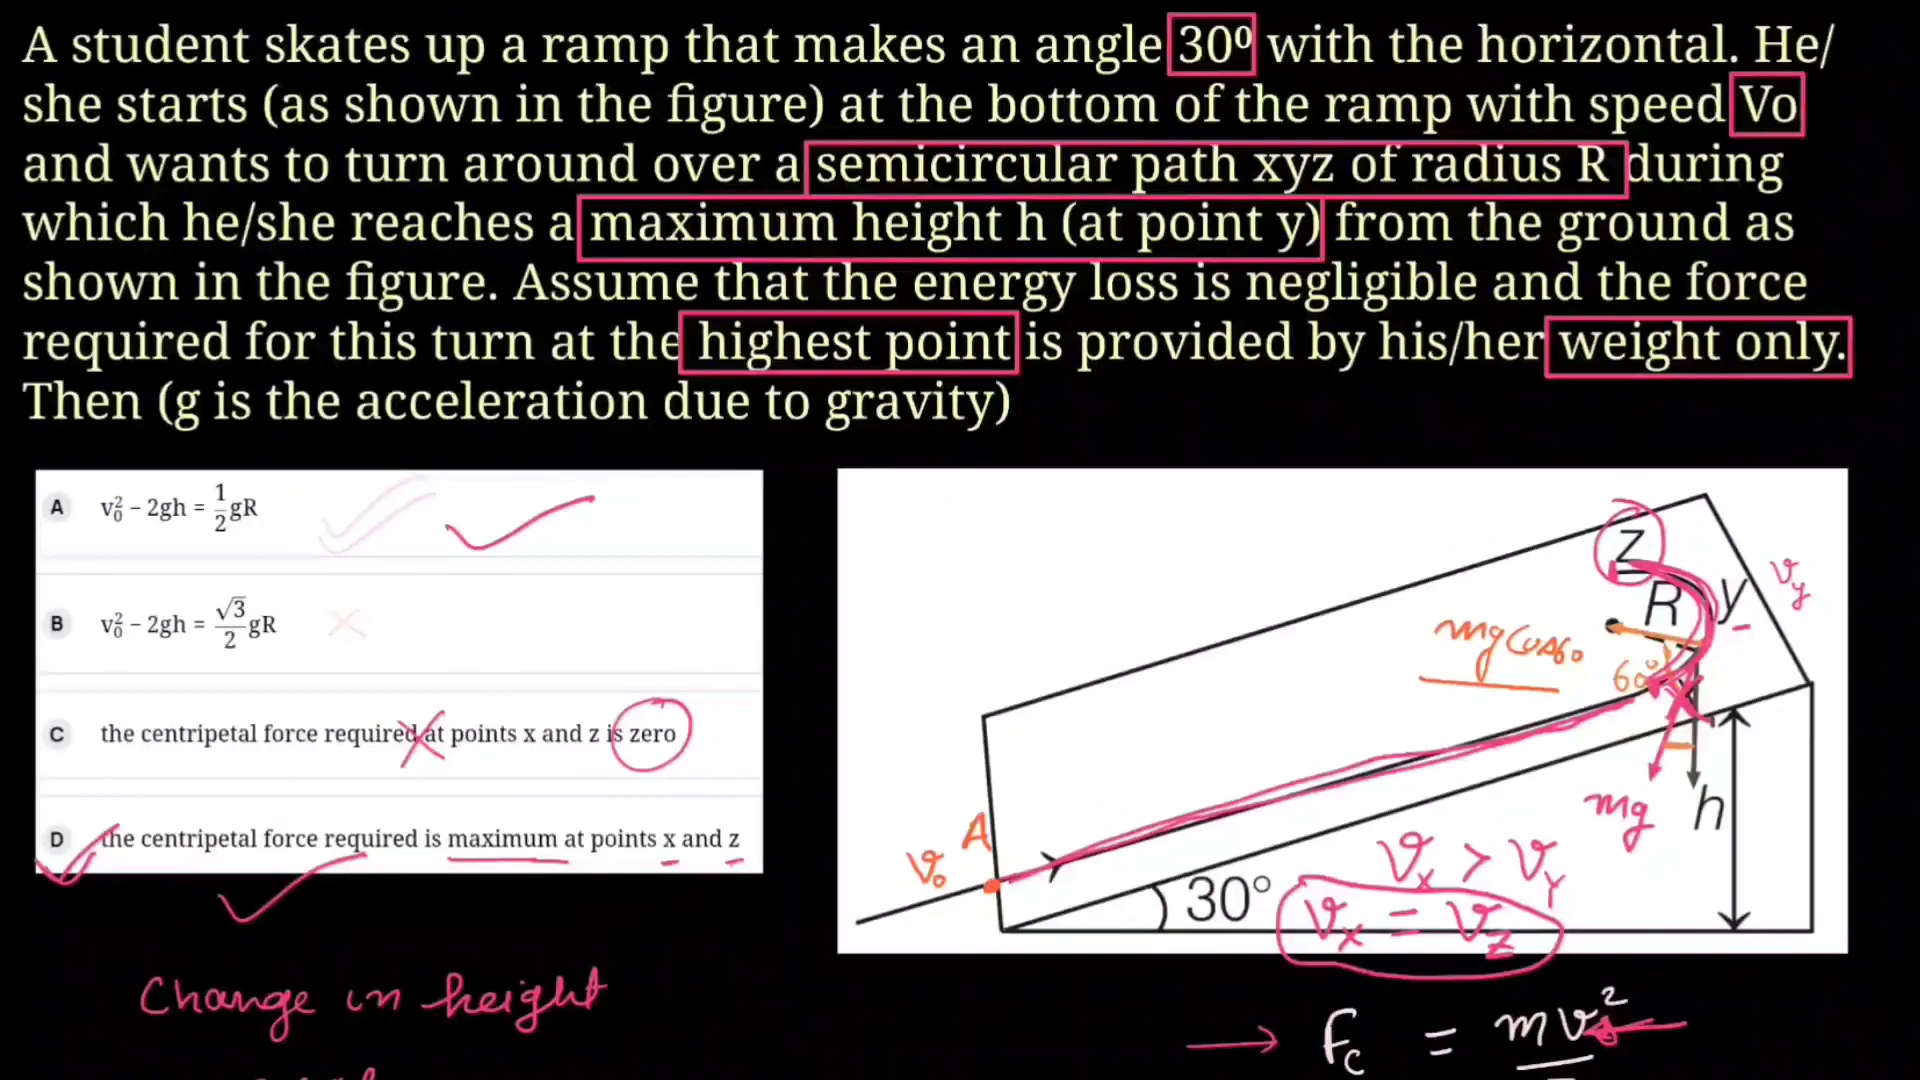 A student skates up a ramp that makes an angle 30⁰ with the horizontal. He/
she starts (as shown in the figure) at the bottom of the ramp with speed Vo
and wants to turn around over a semicircular path xyz of radius R during
which he/she reaches a maximum height h (at point y) from the ground as
shown in the figure. Assume that the energy loss is negligible and the force
required for this turn at the highest point is provided by his/her weight only.
Then (g is the acceleration due to gravity)
A v₀² – 2gh = 1/2 gR
B v₀² – 2gh = √3/2 gR
C the centripetal force required at points x and z is zero
D the centripetal force required is maximum at points x and z
Z
R
y
v_y
mg cos60
60°
X
mg
h
A
v₀
30°
v_x > v_y
v_x = v_z
Change in height
→ F_c = mv²